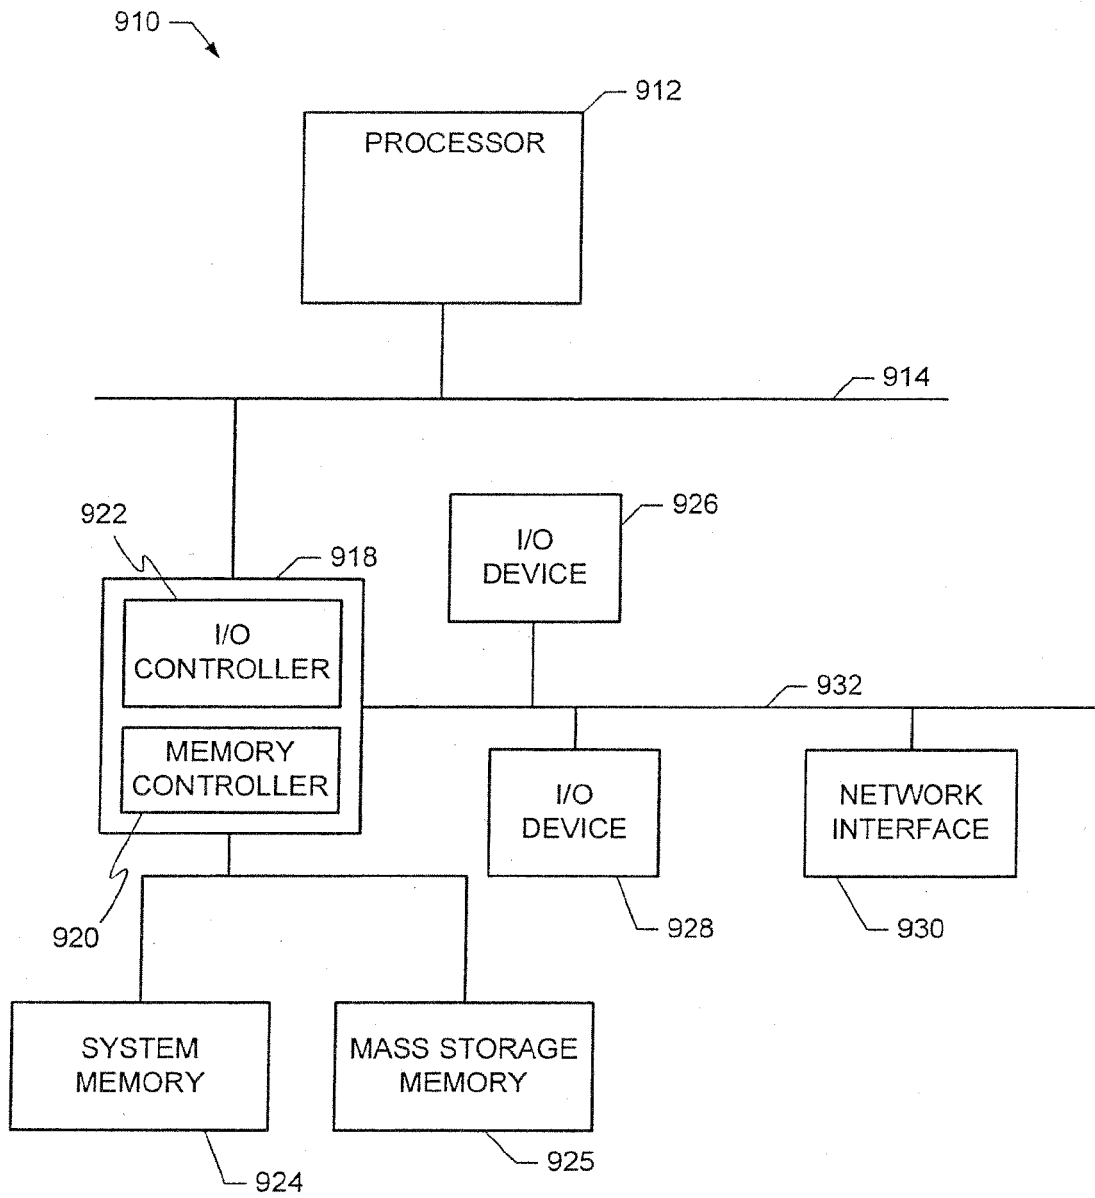 910
912
PROCESSOR
914
922
918
926
I/O
DEVICE
I/O
CONTROLLER
932
MEMORY
CONTROLLER
I/O
DEVICE
NETWORK
INTERFACE
920
928
930
SYSTEM
MEMORY
MASS STORAGE
MEMORY
924
925